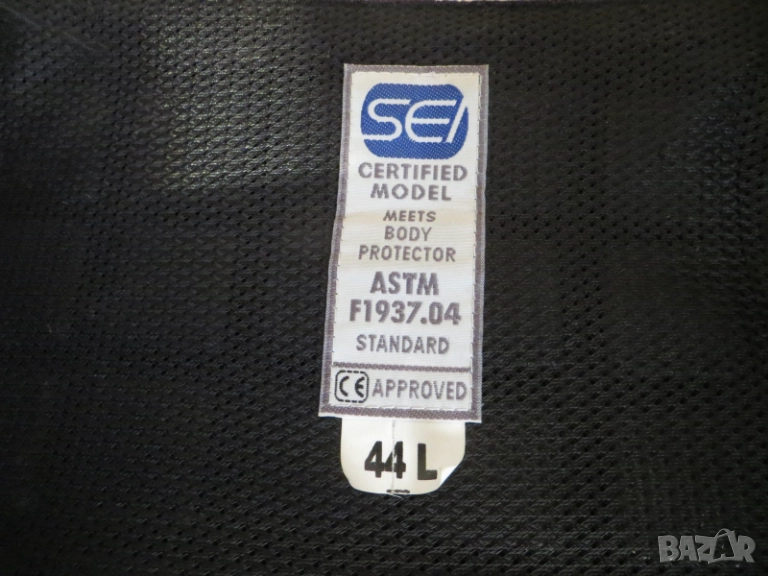 SEI
CERTIFIED
MODEL
MEETS
BODY
PROTECTOR
ASTM
F1937.04
STANDARD
CE APPROVED
44 L
BAZAR